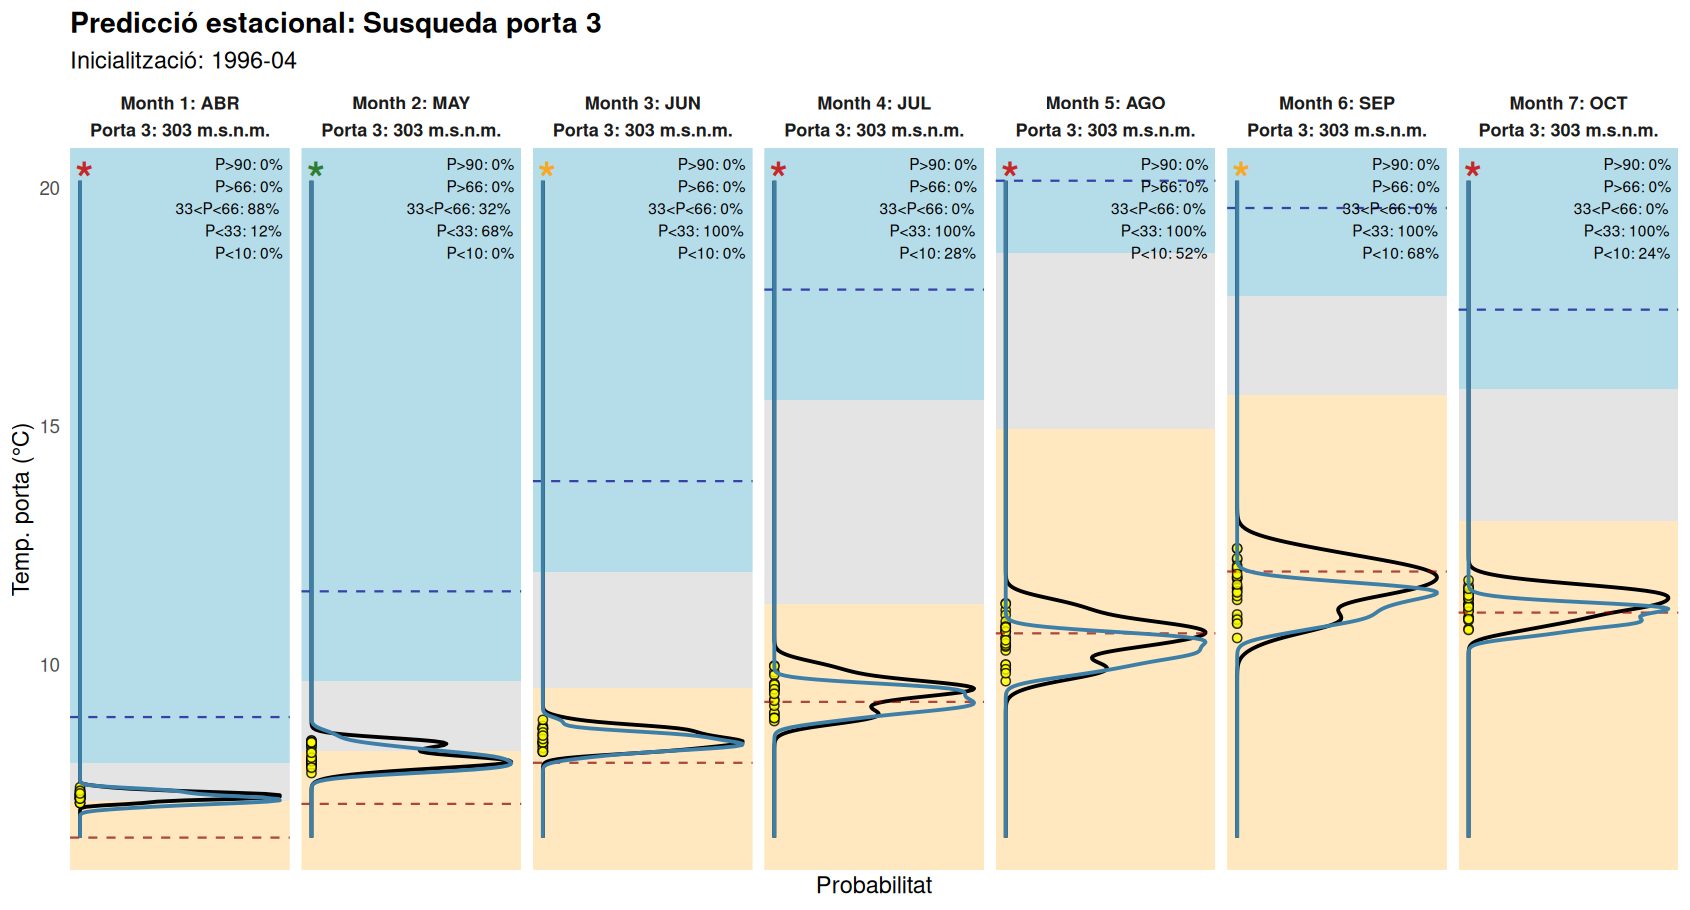 Predicció estacional: Susqueda porta 3
Inicialització: 1996-04
Month 1: ABR
Porta 3: 303 m.s.n.m.
Month 2: MAY
Porta 3: 303 m.s.n.m.
Month 3: JUN
Porta 3: 303 m.s.n.m.
Month 4: JUL
Porta 3: 303 m.s.n.m.
Month 5: AGO
Porta 3: 303 m.s.n.m.
Month 6: SEP
Porta 3: 303 m.s.n.m.
Month 7: OCT
Porta 3: 303 m.s.n.m.
*
P>90: 0%
P>66: 0%
33<P<66: 88%
P<33: 12%
P<10: 0%
*
P>90: 0%
P>66: 0%
33<P<66: 32%
P<33: 68%
P<10: 0%
*
P>90: 0%
P>66: 0%
33<P<66: 0%
P<33: 100%
P<10: 0%
*
P>90: 0%
P>66: 0%
33<P<66: 0%
P<33: 100%
P<10: 28%
*
P>90: 0%
P>66: 0%
33<P<66: 0%
P<33: 100%
P<10: 52%
*
P>90: 0%
P>66: 0%
33<P<66: 0%
P<33: 100%
P<10: 68%
*
P>90: 0%
P>66: 0%
33<P<66: 0%
P<33: 100%
P<10: 24%
20
15
10
Temp. porta (°C)
Probabilitat